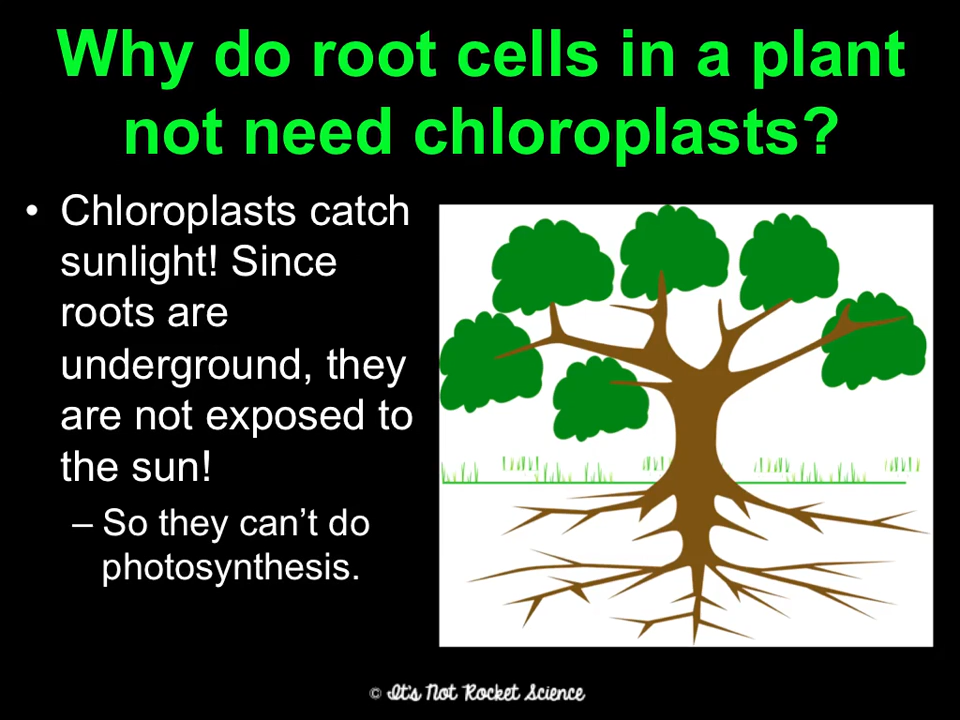 Why do root cells in a plant
not need chloroplasts?
• Chloroplasts catch
sunlight! Since
roots are
underground, they
are not exposed to
the sun!
– So they can’t do
photosynthesis.
© It's Not Rocket Science